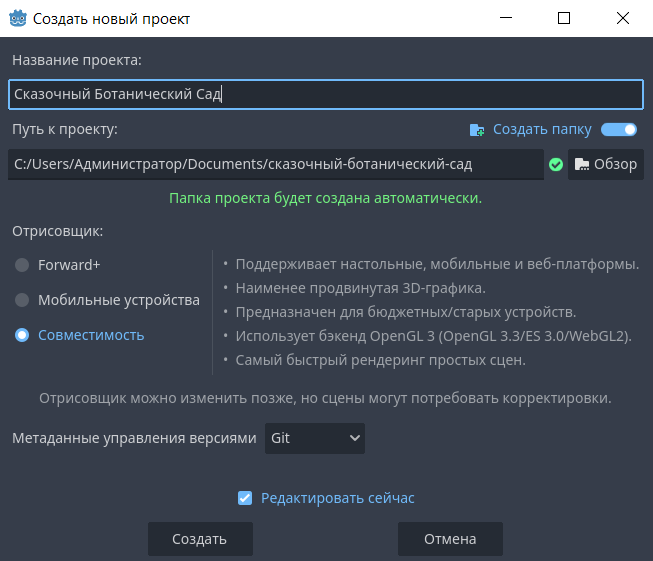 Создать новый проект
Название проекта:
Сказочный Ботанический Сад
Путь к проекту:
Создать папку
C:/Users/Администратор/Documents/сказочный-ботанический-сад
Обзор
Папка проекта будет создана автоматически.
Отрисовщик:
Forward+
Мобильные устройства
Совместимость
• Поддерживает настольные, мобильные и веб-платформы.
• Наименее продвинутая 3D-графика.
• Предназначен для бюджетных/старых устройств.
• Использует бэкенд OpenGL 3 (OpenGL 3.3/ES 3.0/WebGL2).
• Самый быстрый рендеринг простых сцен.
Отрисовщик можно изменить позже, но сцены могут потребовать корректировки.
Метаданные управления версиями
Git
Редактировать сейчас
Создать
Отмена